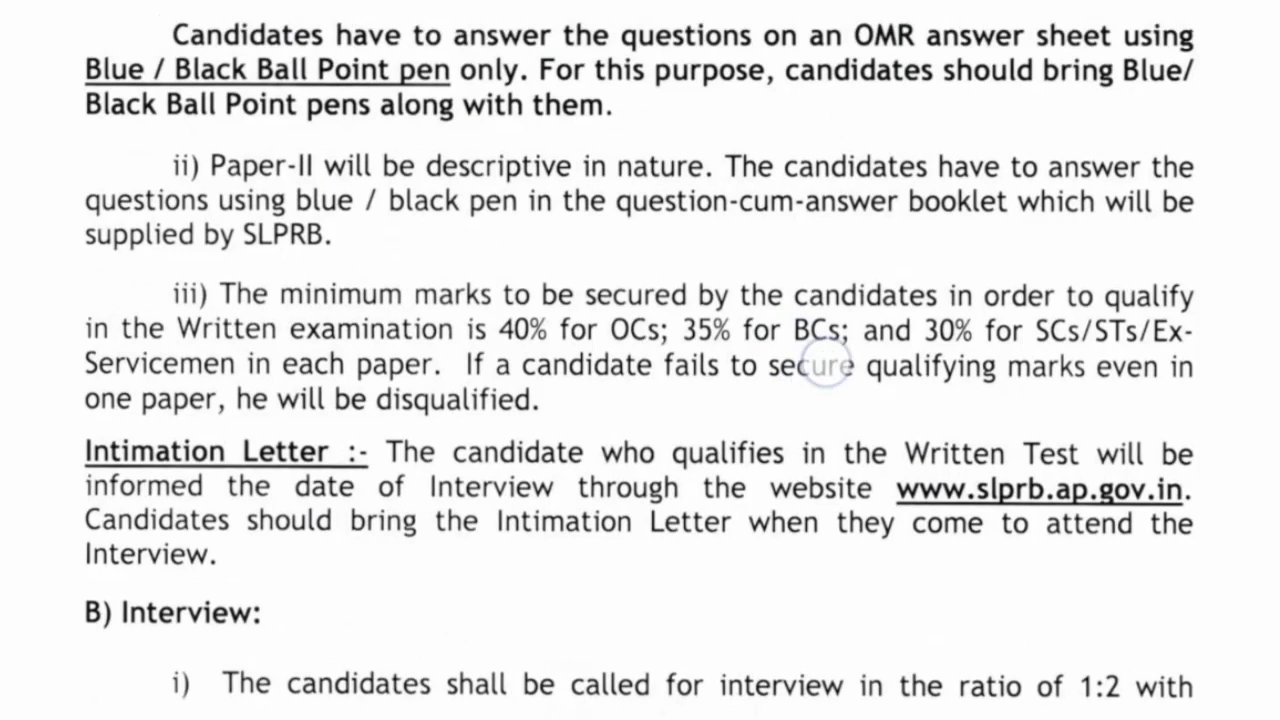 Candidates have to answer the questions on an OMR answer sheet using
Blue / Black Ball Point pen only. For this purpose, candidates should bring Blue/
Black Ball Point pens along with them.
ii) Paper-II will be descriptive in nature. The candidates have to answer the
questions using blue / black pen in the question-cum-answer booklet which will be
supplied by SLPRB.
iii) The minimum marks to be secured by the candidates in order to qualify
in the Written examination is 40% for OCs; 35% for BCs; and 30% for SCs/STs/Ex-
Servicemen in each paper. If a candidate fails to secure qualifying marks even in
one paper, he will be disqualified.
Intimation Letter :- The candidate who qualifies in the Written Test will be
informed the date of Interview through the website www.slprb.ap.gov.in.
Candidates should bring the Intimation Letter when they come to attend the
Interview.
B) Interview:
i) The candidates shall be called for interview in the ratio of 1:2 with